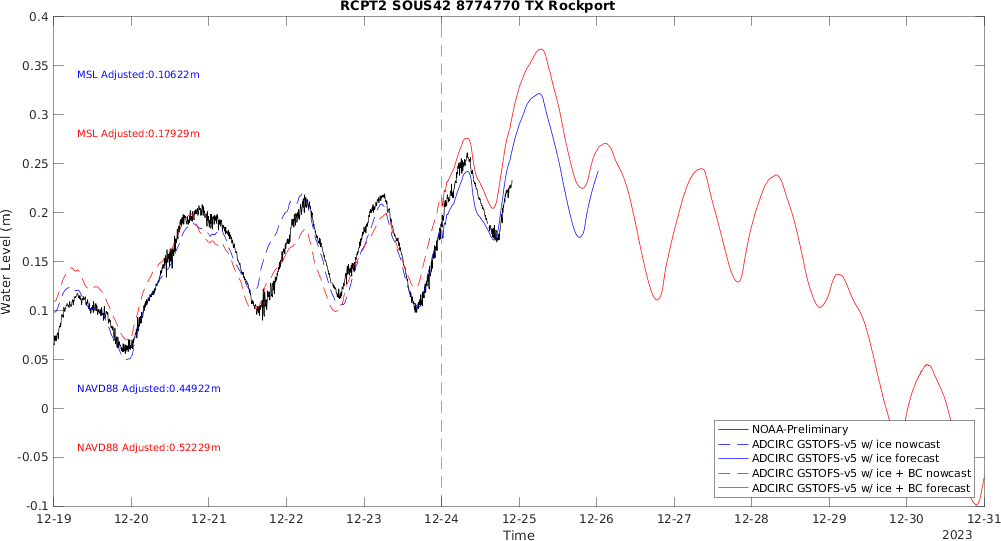 RCPT2 SOUS42 8774770 TX Rockport
0.4
0.35
0.3
0.25
0.2
0.15
0.1
0.05
0
-0.05
-0.1
Water Level (m)
MSL Adjusted:0.10622m
MSL Adjusted:0.17929m
NAVD88 Adjusted:0.44922m
NAVD88 Adjusted:0.52229m
NOAA-Preliminary
ADCIRC GSTOFS-v5 w/ ice nowcast
ADCIRC GSTOFS-v5 w/ ice forecast
ADCIRC GSTOFS-v5 w/ ice + BC nowcast
ADCIRC GSTOFS-v5 w/ ice + BC forecast
12-19 12-20 12-21 12-22 12-23 12-24 12-25 12-26 12-27 12-28 12-29 12-30 12-31
Time
2023